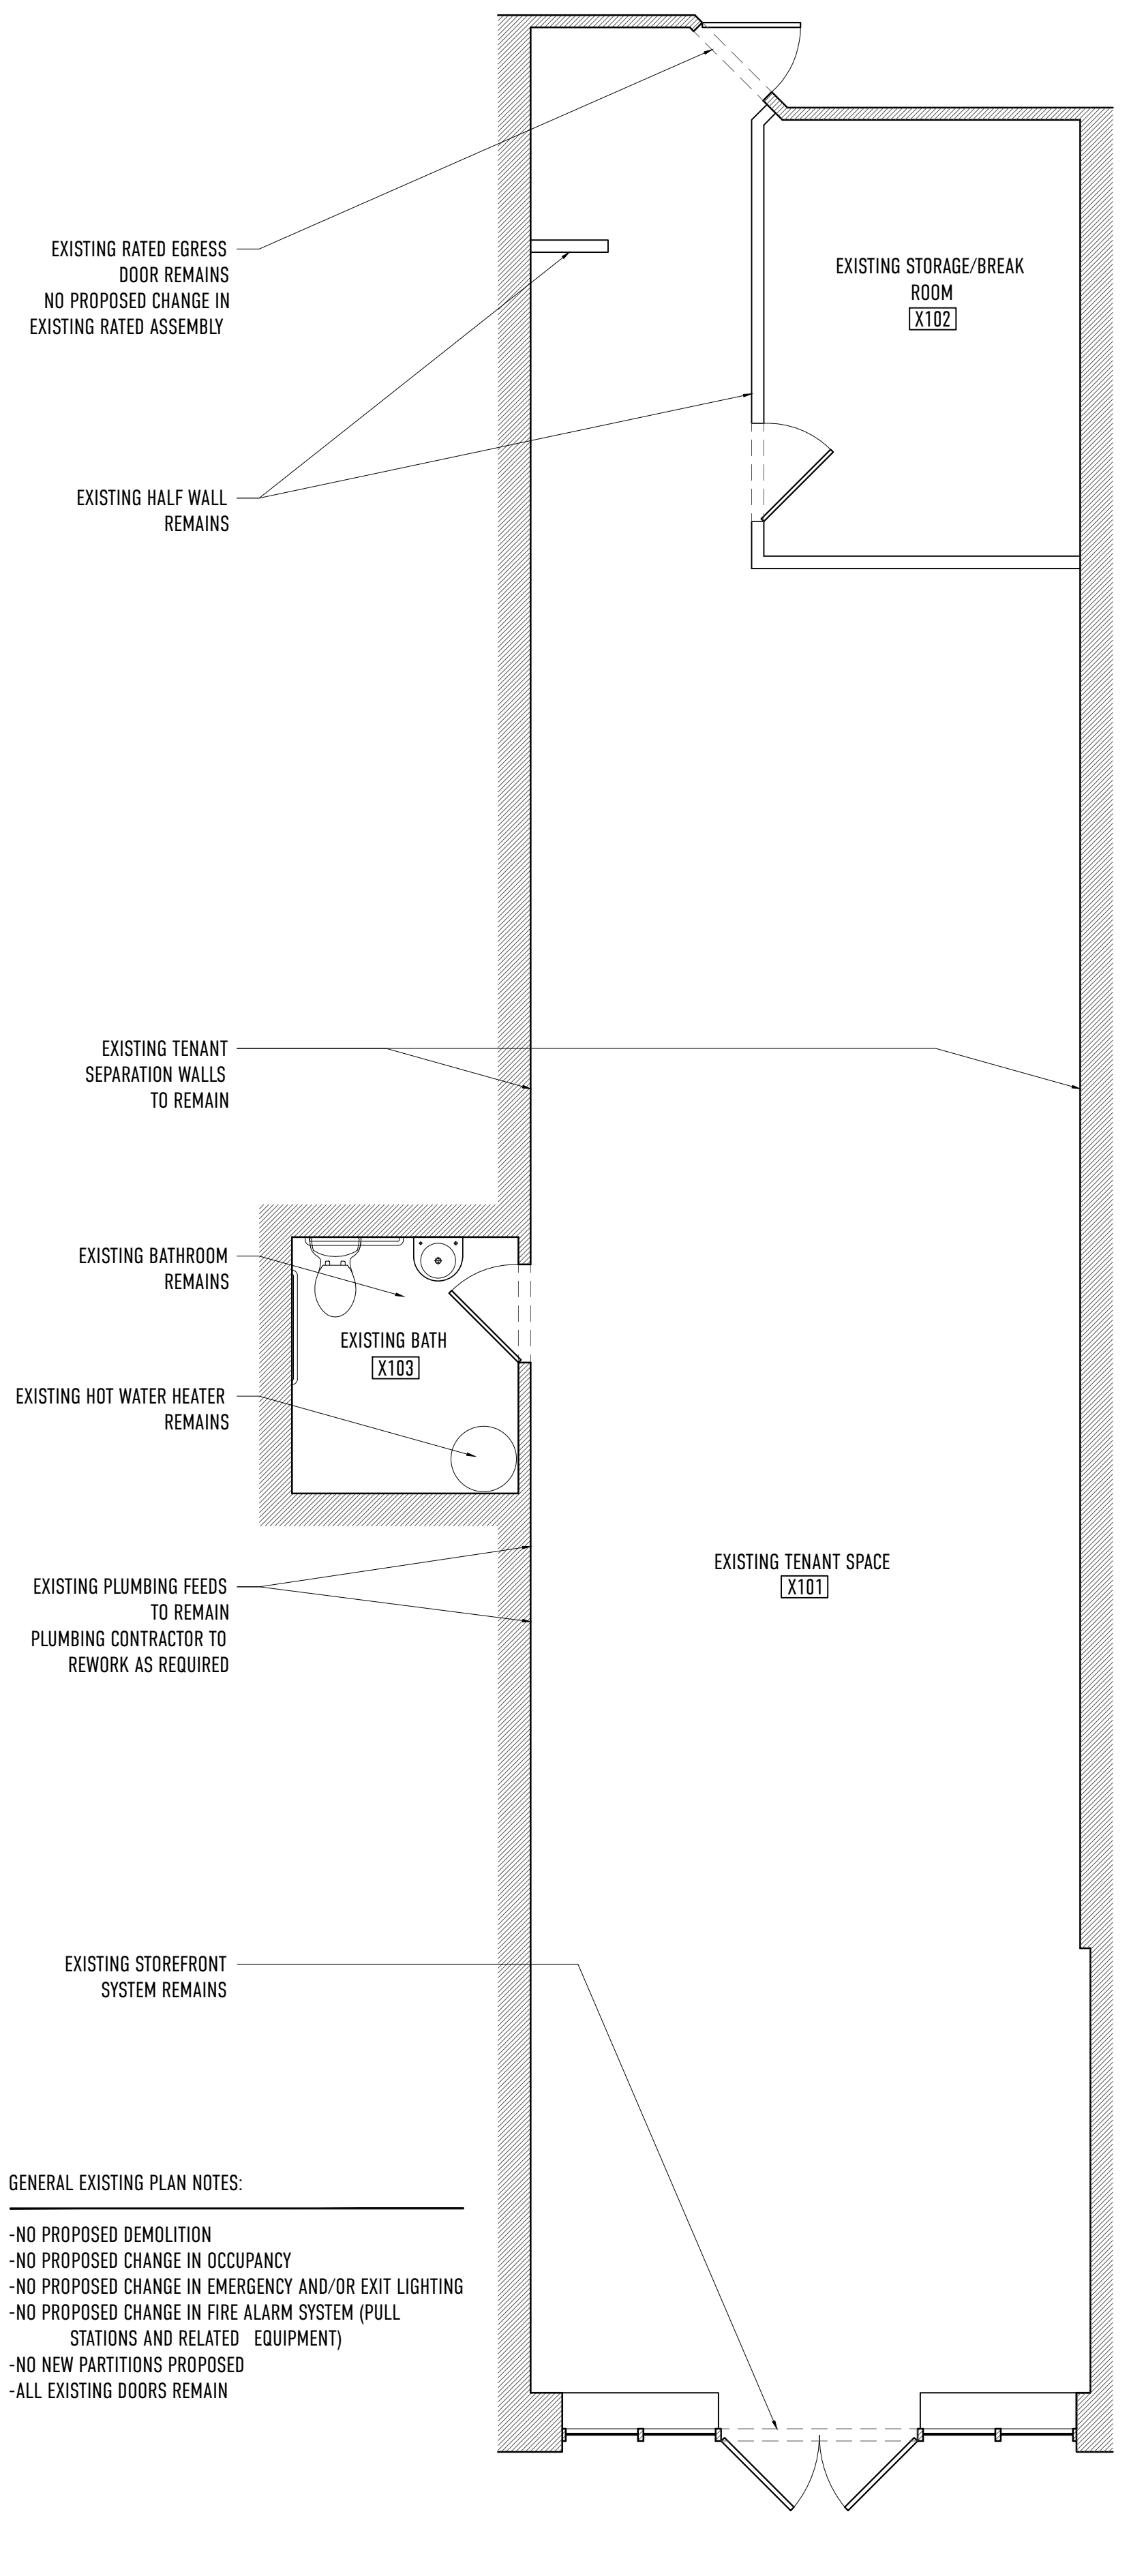 EXISTING RATED EGRESS
DOOR REMAINS
NO PROPOSED CHANGE IN
EXISTING RATED ASSEMBLY
EXISTING STORAGE/BREAK
ROOM
X102
EXISTING HALF WALL
REMAINS
EXISTING TENANT
SEPARATION WALLS
TO REMAIN
EXISTING BATHROOM
REMAINS
EXISTING BATH
X103
EXISTING HOT WATER HEATER
REMAINS
EXISTING TENANT SPACE
X101
EXISTING PLUMBING FEEDS
TO REMAIN
PLUMBING CONTRACTOR TO
REWORK AS REQUIRED
EXISTING STOREFRONT
SYSTEM REMAINS
GENERAL EXISTING PLAN NOTES:
-NO PROPOSED DEMOLITION
-NO PROPOSED CHANGE IN OCCUPANCY
-NO PROPOSED CHANGE IN EMERGENCY AND/OR EXIT LIGHTING
-NO PROPOSED CHANGE IN FIRE ALARM SYSTEM (PULL
STATIONS AND RELATED EQUIPMENT)
-NO NEW PARTITIONS PROPOSED
-ALL EXISTING DOORS REMAIN